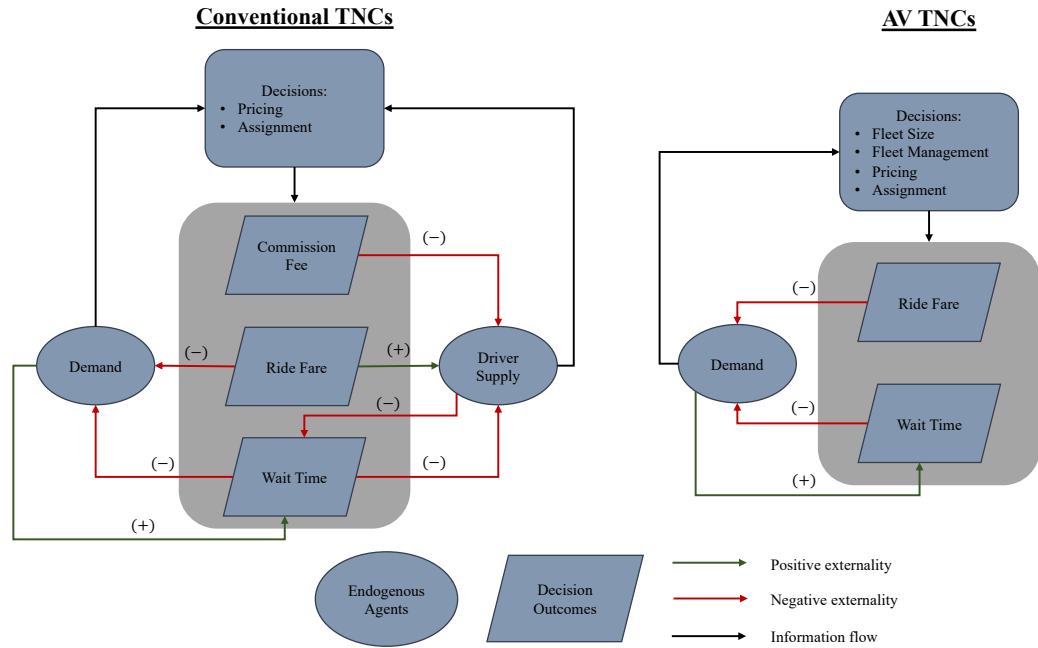 Conventional TNCs
Decisions:
• Pricing
• Assignment
Commission
Fee
(−)
Ride Fare
(−)
(+)
Demand
Driver
Supply
(−)
Wait Time
(−)
(−)
(+)
AV TNCs
Decisions:
• Fleet Size
• Fleet Management
• Pricing
• Assignment
(−)
Ride Fare
Demand
(−)
Wait Time
(+)
Endogenous
Agents
Decision
Outcomes
Positive externality
Negative externality
Information flow